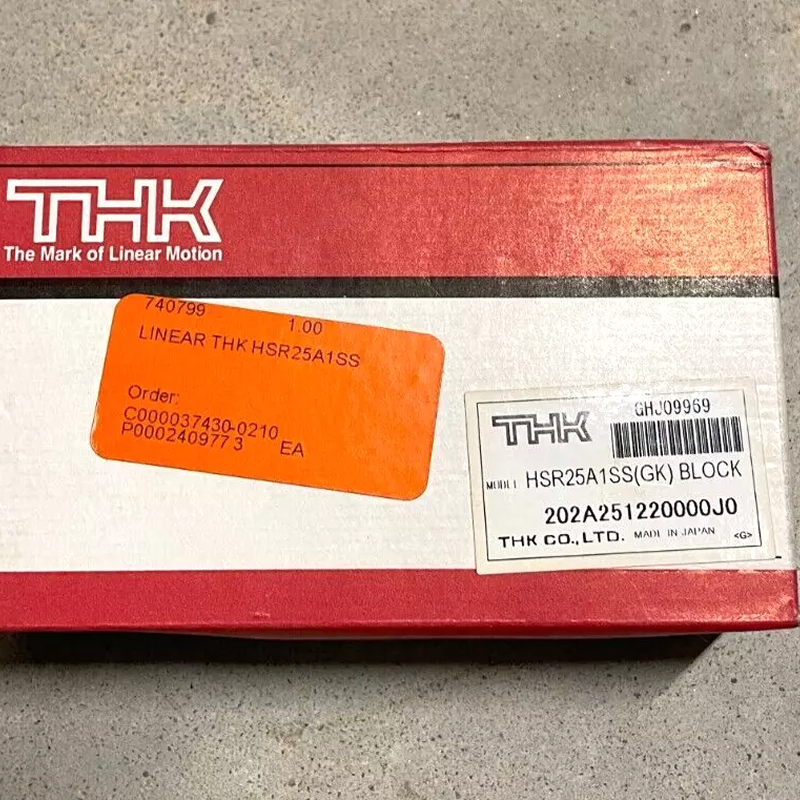 THK
The Mark of Linear Motion
740799
1.00
LINEAR THK HSR25A1SS
Order:
C000037430-0210
P000240977 3 EA
THK GHJ09969
MODEL HSR25A1SS(GK) BLOCK
202A251220000J0
THK CO.,LTD. MADE IN JAPAN <G>